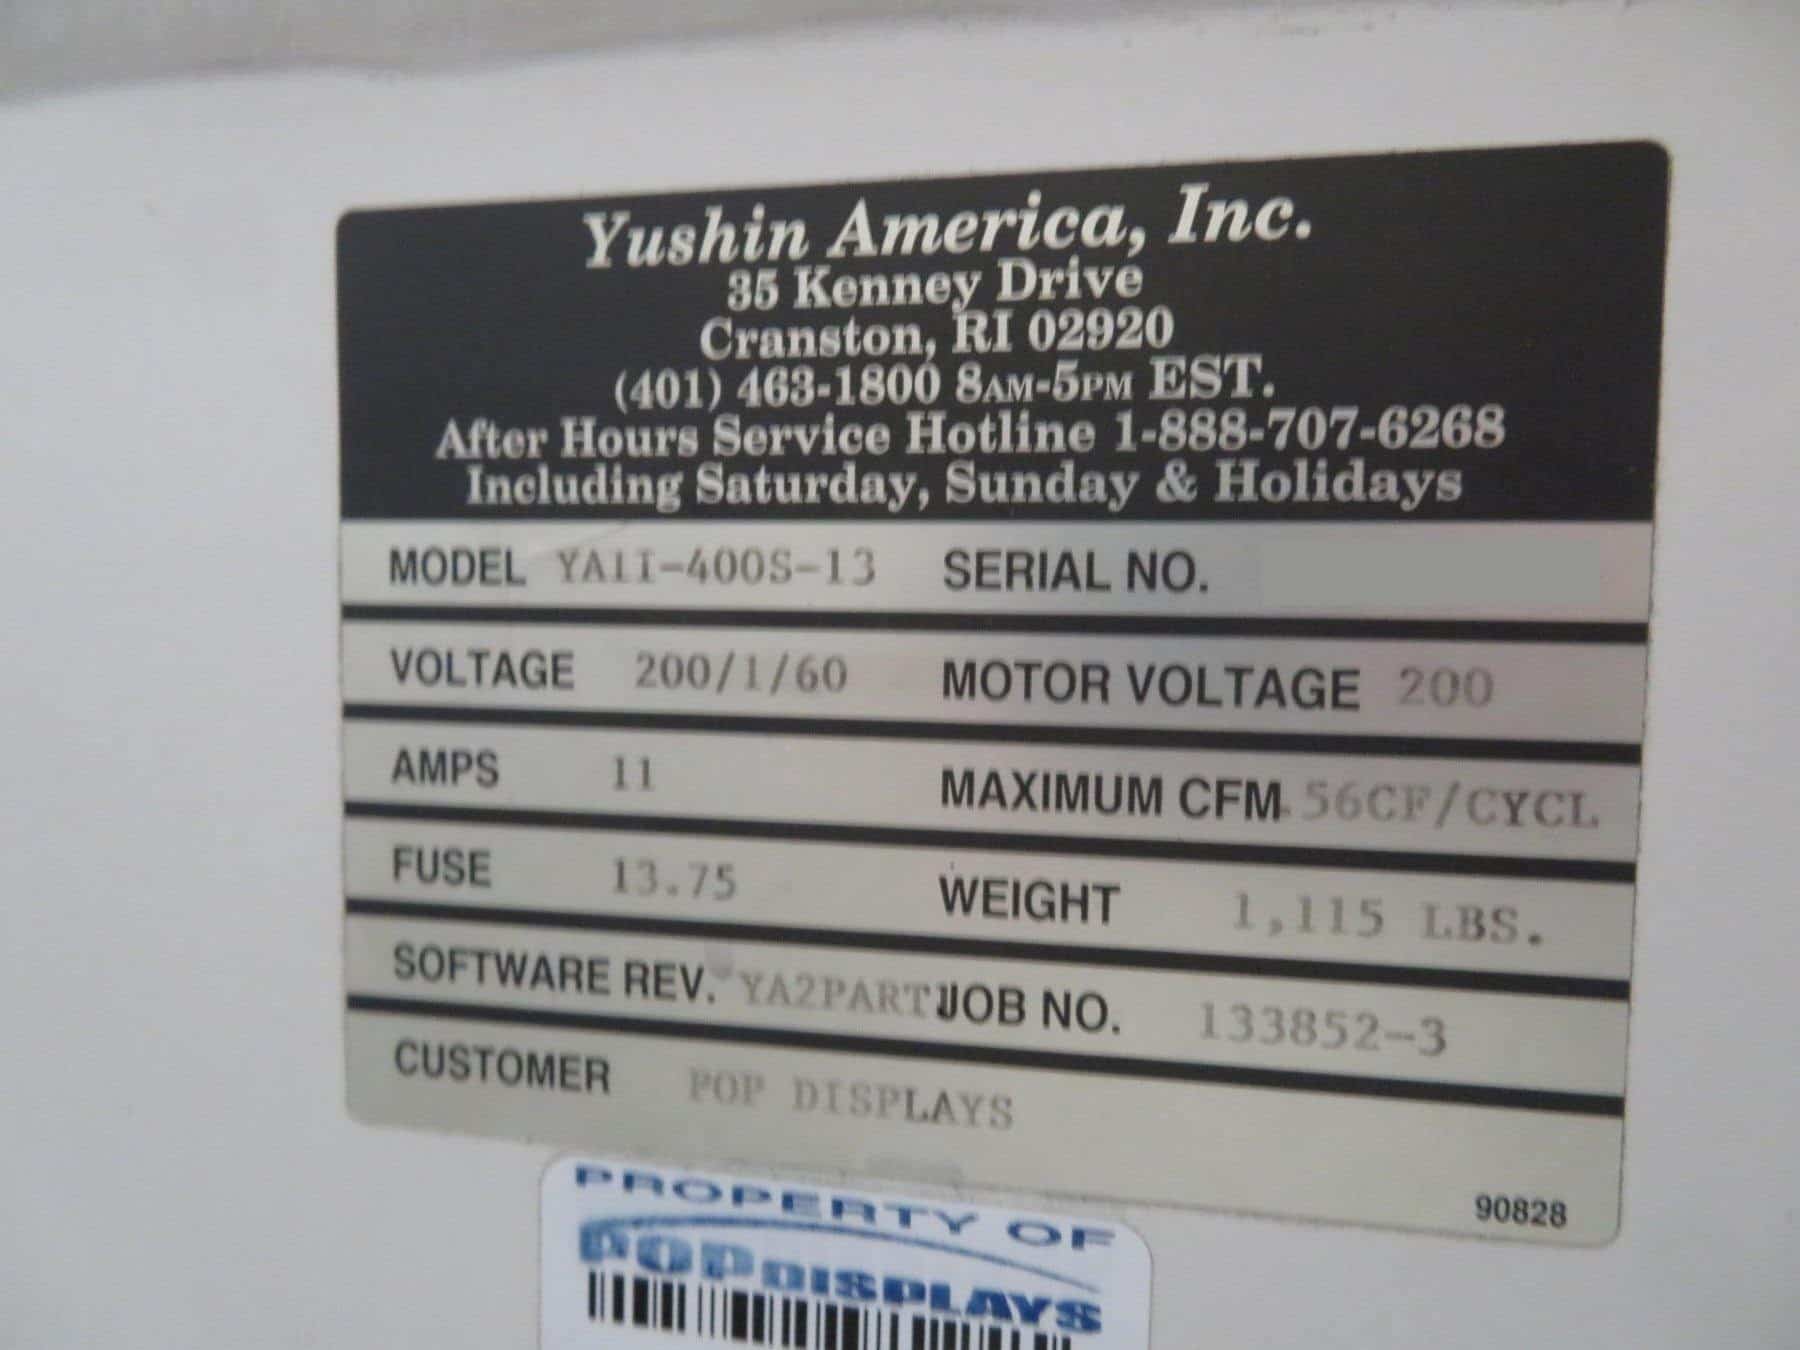 Yushin America, Inc.
35 Kenney Drive
Cranston, RI 02920
(401) 463-1800 8AM-5PM EST.
After Hours Service Hotline 1-888-707-6268
Including Saturday, Sunday & Holidays
MODEL YA1I-400S-13 SERIAL NO.
VOLTAGE 200/1/60 MOTOR VOLTAGE 200
AMPS 11 MAXIMUM CFM .56CF/CYCL
FUSE 13.75 WEIGHT 1,115 LBS.
SOFTWARE REV. YA2PART JOB NO. 133852-3
CUSTOMER POP DISPLAYS
90828
PROPERTY OF
POPDISPLAYS